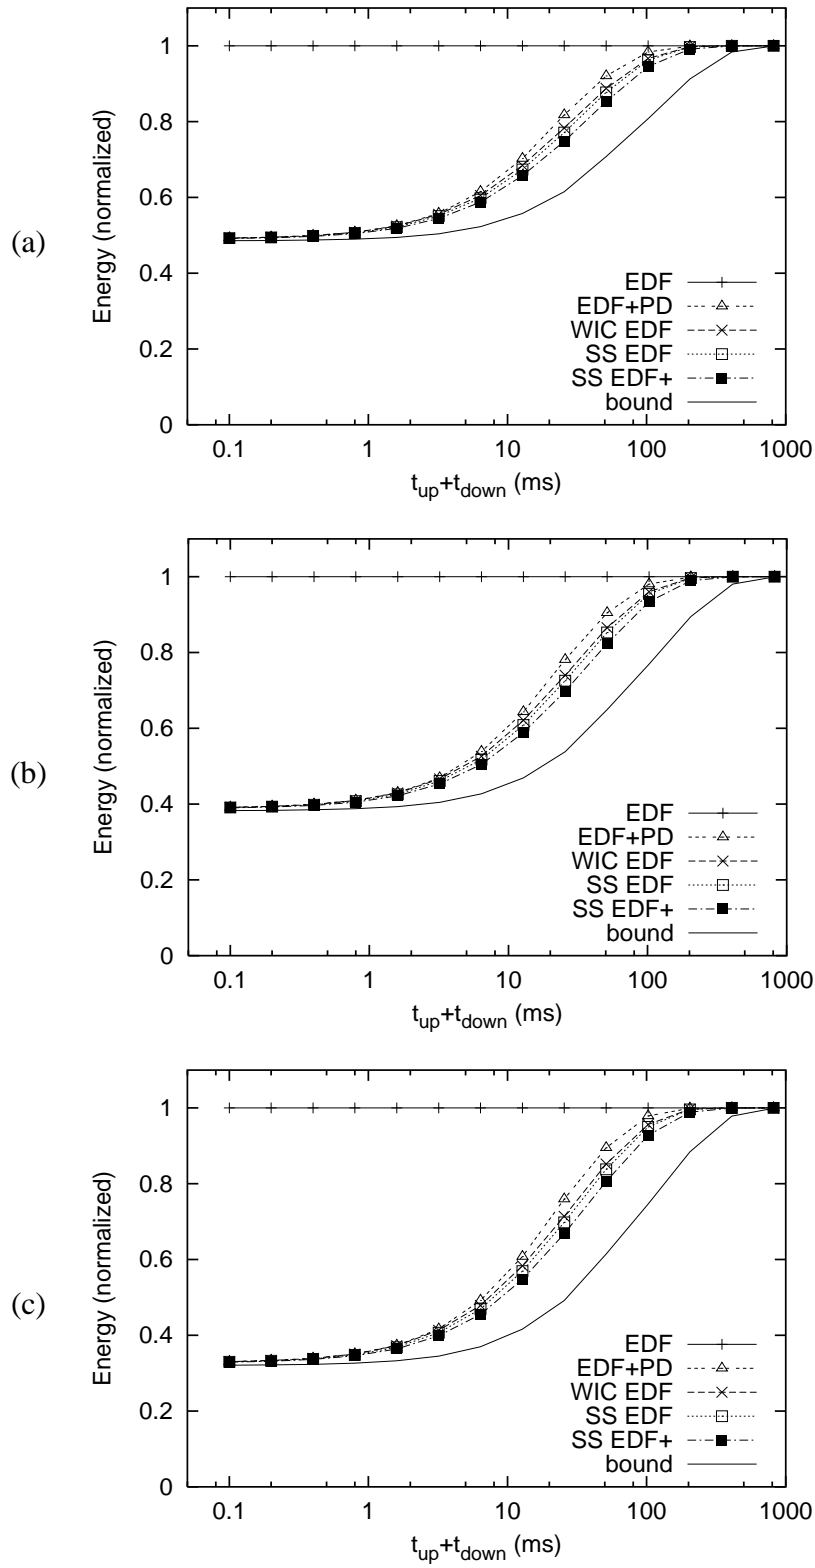 (a)
Energy (normalized)
1
0.8
0.6
0.4
0.2
0
EDF
EDF+PD
WIC EDF
SS EDF
SS EDF+
bound
0.1 1 10 100 1000
t_up+t_down (ms)
(b)
Energy (normalized)
1
0.8
0.6
0.4
0.2
0
EDF
EDF+PD
WIC EDF
SS EDF
SS EDF+
bound
0.1 1 10 100 1000
t_up+t_down (ms)
(c)
Energy (normalized)
1
0.8
0.6
0.4
0.2
0
EDF
EDF+PD
WIC EDF
SS EDF
SS EDF+
bound
0.1 1 10 100 1000
t_up+t_down (ms)